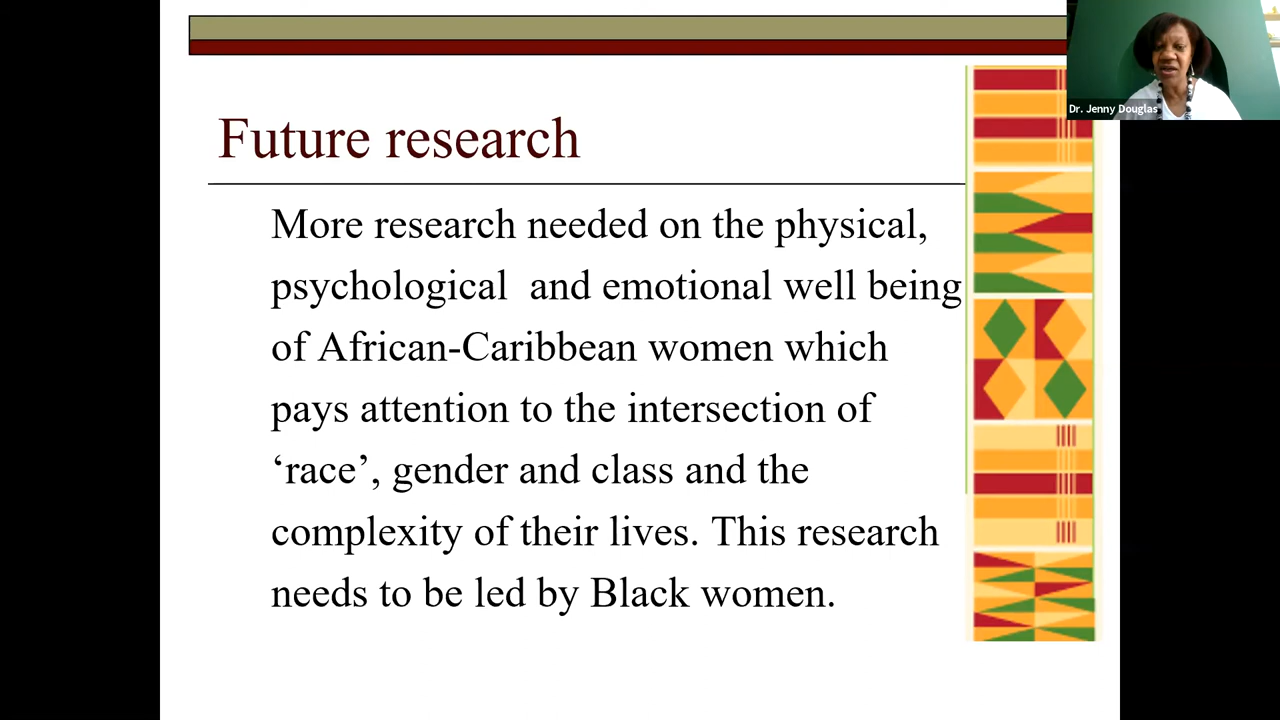 Dr. Jenny Douglas
Future research
More research needed on the physical,
psychological  and emotional well being
of African-Caribbean women which
pays attention to the intersection of
‘race’, gender and class and the
complexity of their lives. This research
needs to be led by Black women.